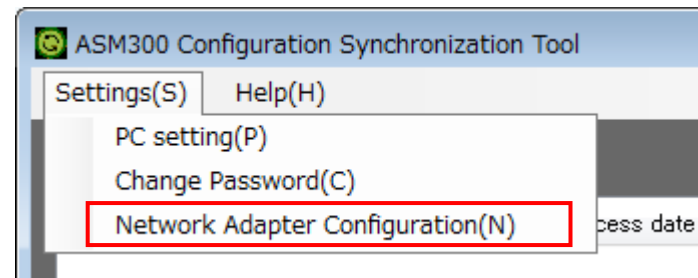 ASM300 Configuration Synchronization Tool
Settings(S) Help(H)
PC setting(P)
Change Password(C)
Network Adapter Configuration(N)
cess date